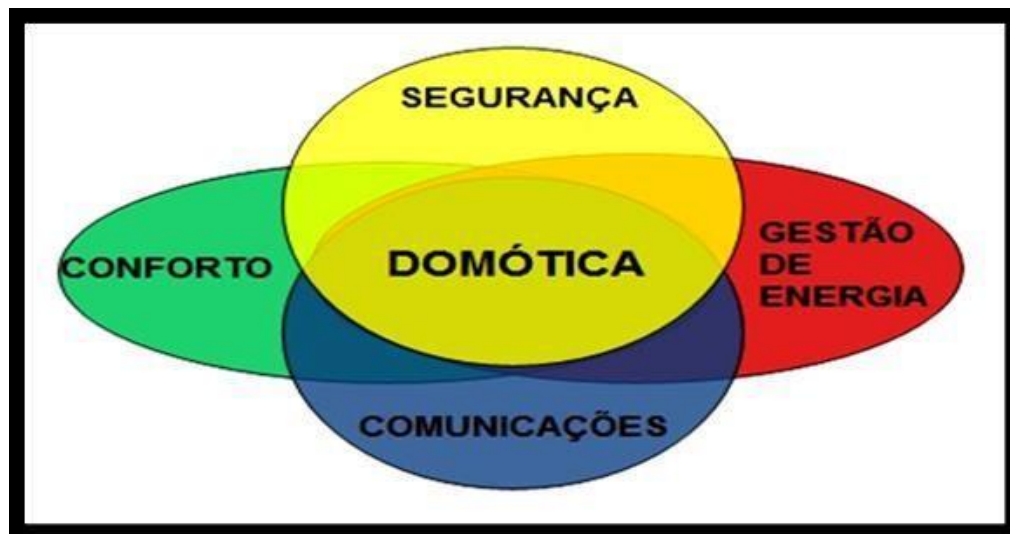 SEGURANÇA
CONFORTO
DOMÓTICA
GESTÃO
DE
ENERGIA
COMUNICAÇÕES